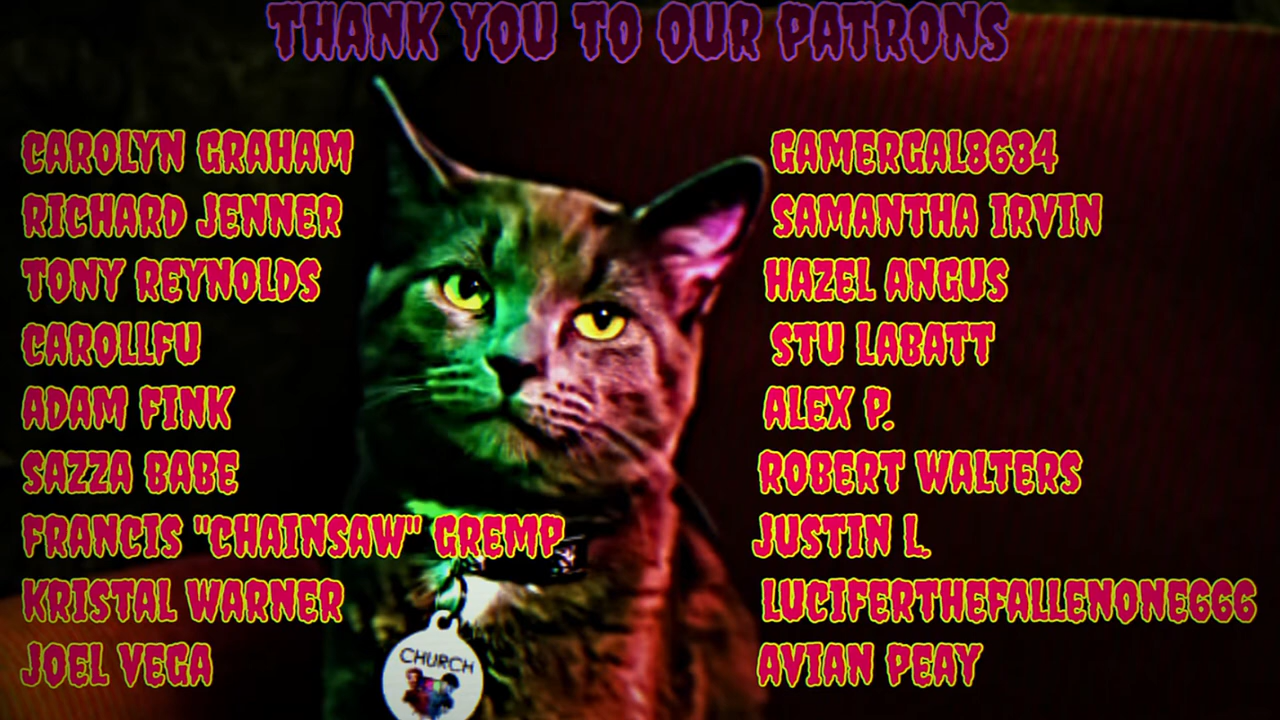 THANK YOU TO OUR PATRONS
CAROLYN GRAHAM
RICHARD JENNER
TONY REYNOLDS
CAROLLFU
ADAM FINK
SAZZA BABE
FRANCIS "CHAINSAW" GREMP
KRISTAL WARNER
JOEL VEGA
GAMERGAL8684
SAMANTHA IRVIN
HAZEL ANGUS
STU LABATT
ALEX P.
ROBERT WALTERS
JUSTIN L.
LUCIFERTHEFALLENONE666
AVIAN PEAY
CHURCH